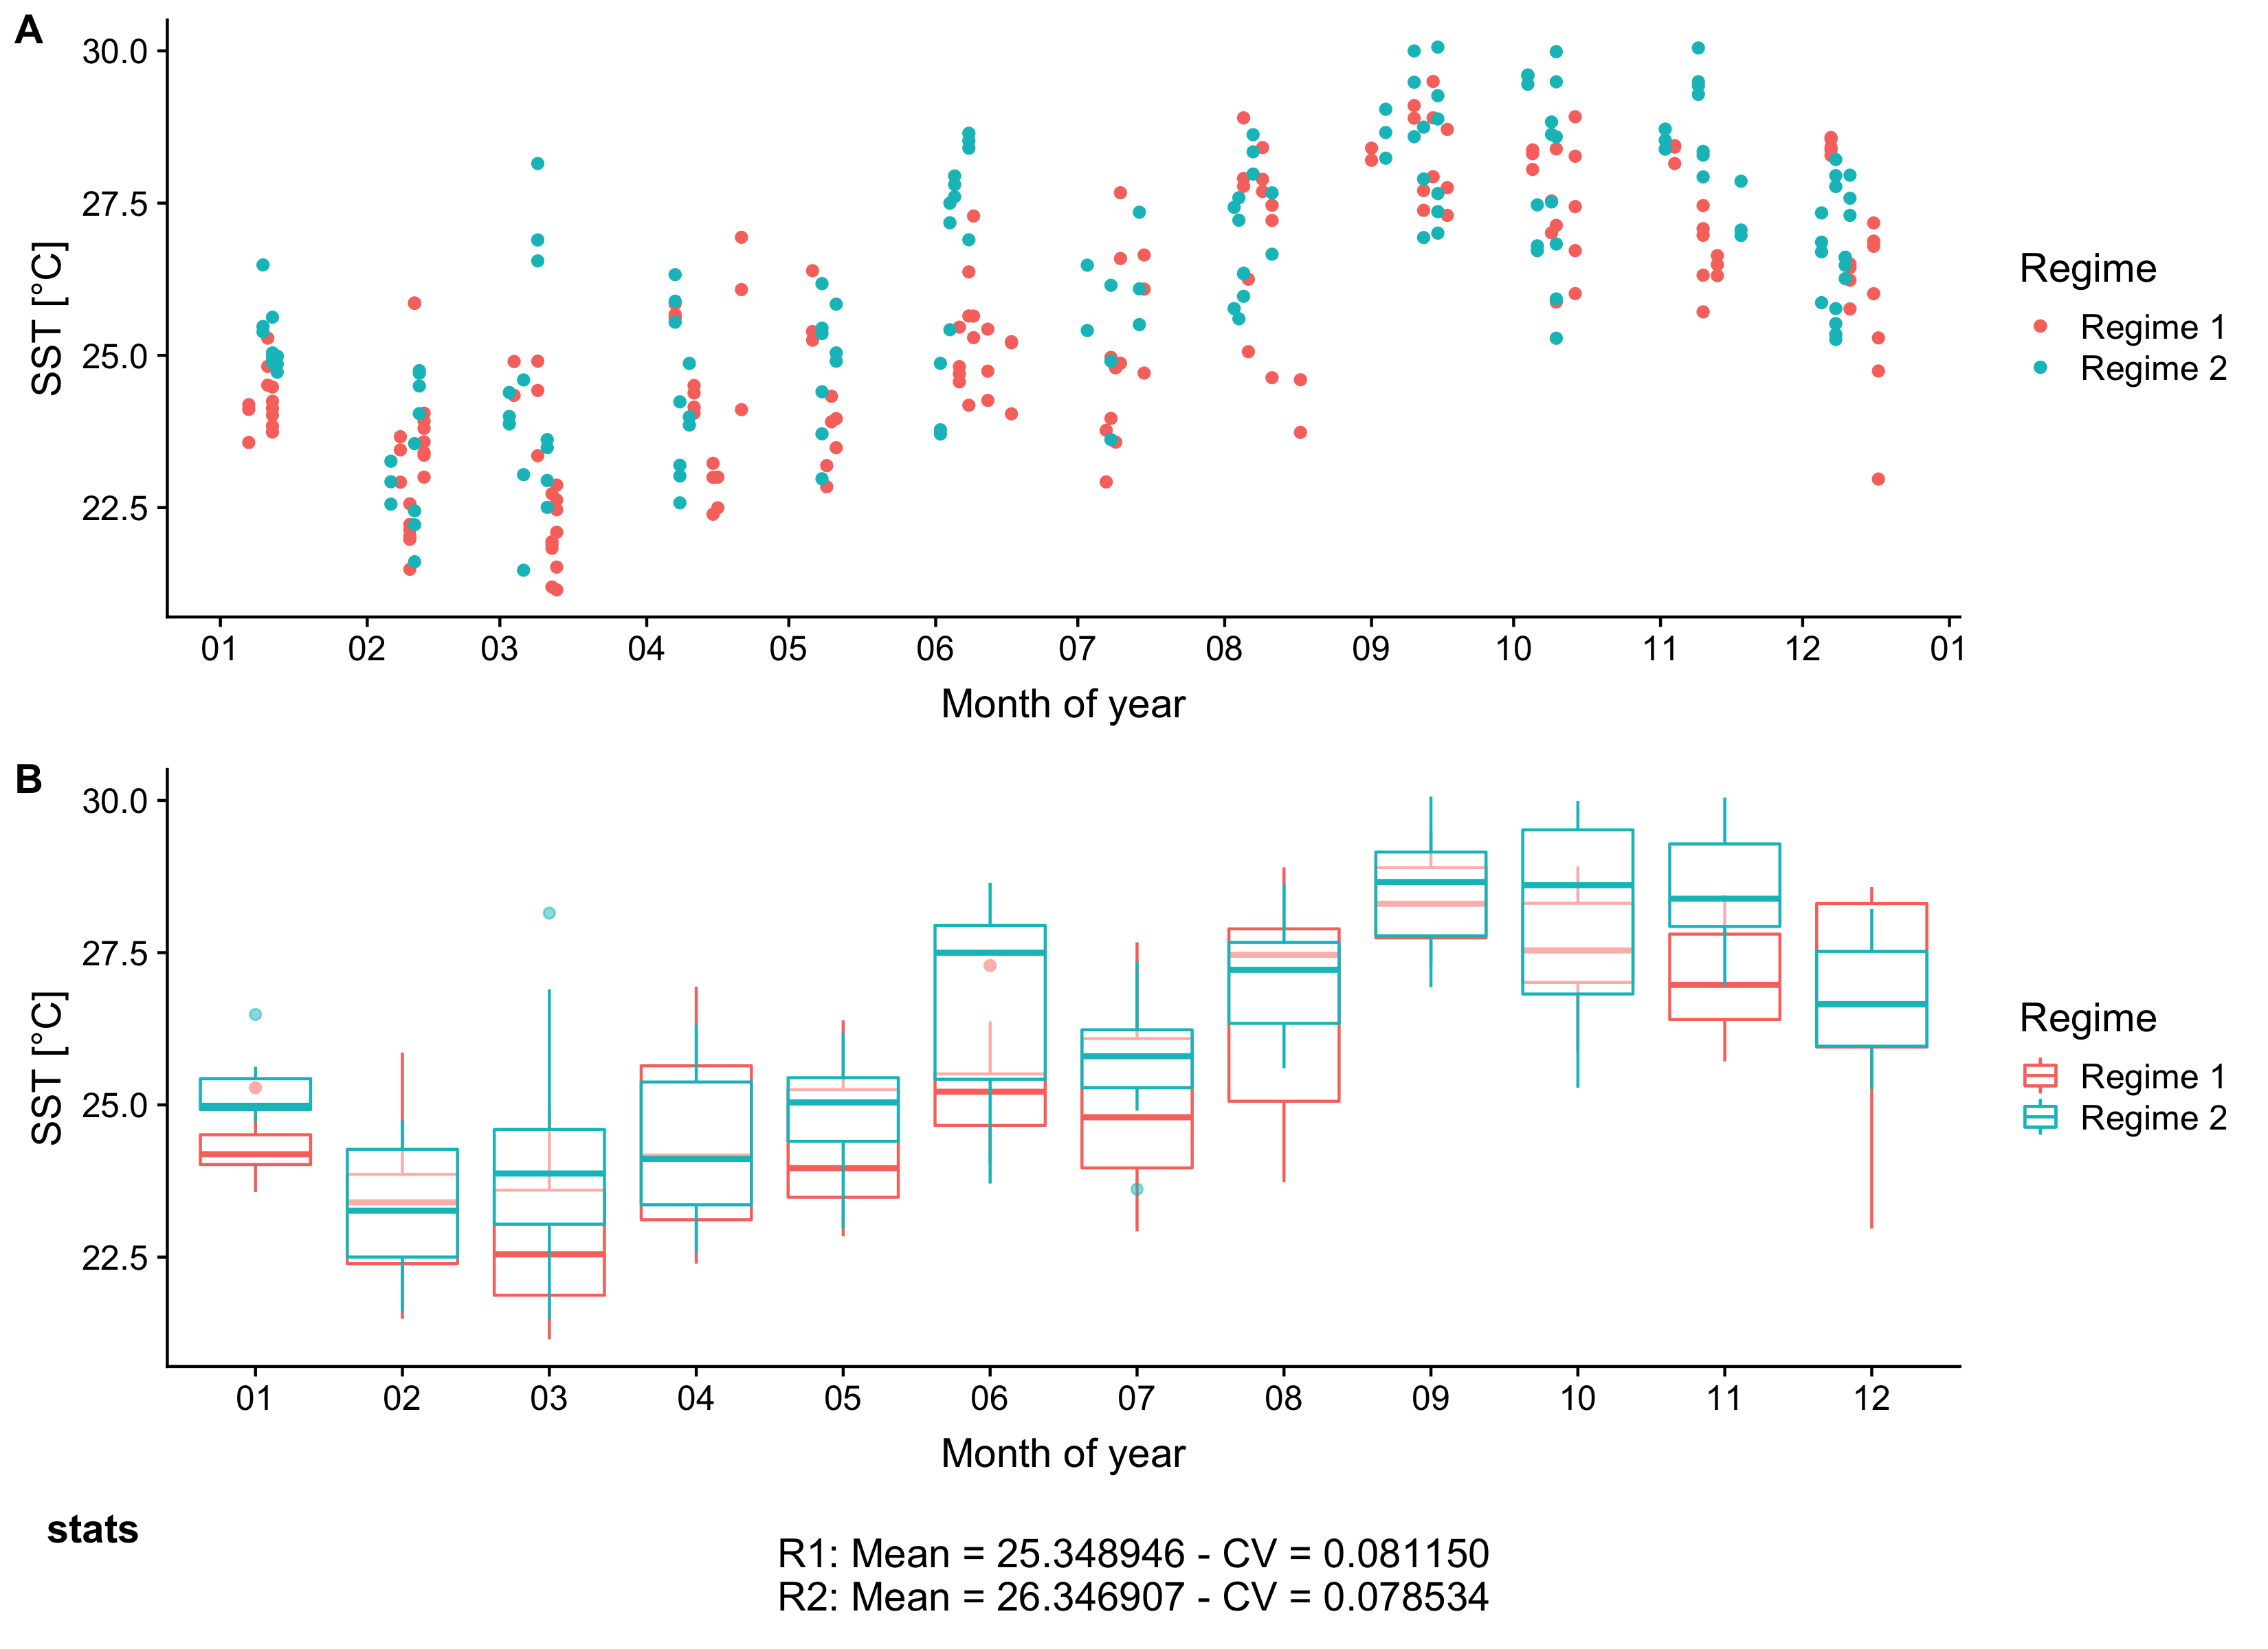 A
30.0
27.5
25.0
22.5
SST [°C]
01 02 03 04 05 06 07 08 09 10 11 12 01
Month of year
Regime
Regime 1
Regime 2
B
30.0
27.5
25.0
22.5
SST [°C]
01 02 03 04 05 06 07 08 09 10 11 12
Month of year
Regime
Regime 1
Regime 2
stats
R1: Mean = 25.348946 - CV = 0.081150
R2: Mean = 26.346907 - CV = 0.078534